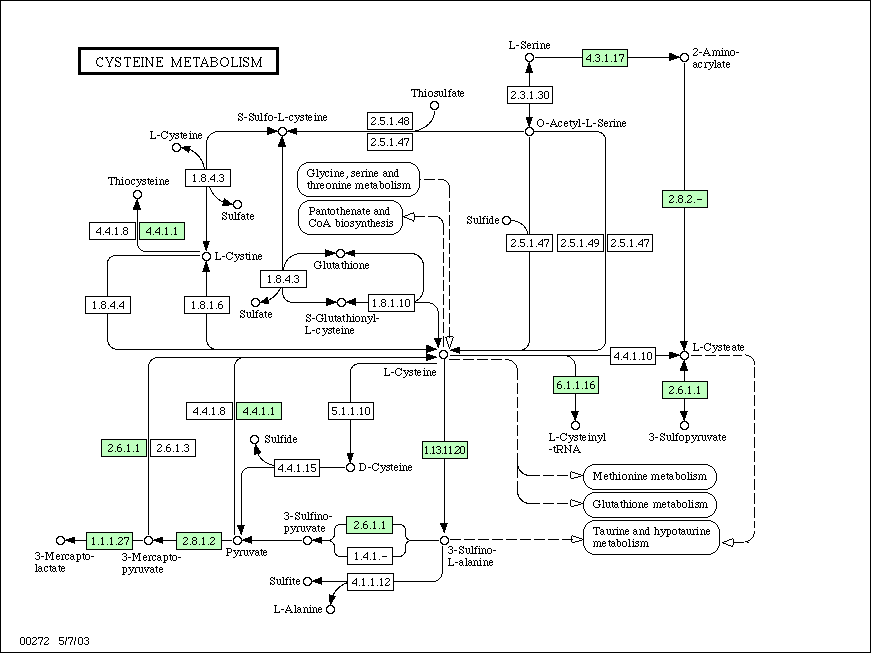 CYSTEINE METABOLISM
L-Serine
4.3.1.17
2-Amino-
acrylate
2.3.1.30
Thiosulfate
S-Sulfo-L-cysteine
2.5.1.48
2.5.1.47
O-Acetyl-L-Serine
L-Cysteine
1.8.4.3
Thiocysteine
Sulfate
Glycine, serine and
threonine metabolism
Pantothenate and
CoA biosynthesis
2.8.2.-
Sulfide
4.4.1.8
4.4.1.1
2.5.1.47
2.5.1.49
2.5.1.47
L-Cystine
Glutathione
1.8.4.3
1.8.4.4
1.8.1.6
Sulfate
1.8.1.10
S-Glutathionyl-
L-cysteine
L-Cysteine
4.4.1.10
L-Cysteate
6.1.1.16
2.6.1.1
4.4.1.8
4.4.1.1
5.1.1.10
L-Cysteinyl
-tRNA
3-Sulfopyruvate
2.6.1.1
2.6.1.3
Sulfide
1.13.11.20
4.4.1.15
D-Cysteine
Methionine metabolism
Glutathione metabolism
3-Sulfino-
pyruvate
2.6.1.1
Taurine and hypotaurine
metabolism
1.1.1.27
2.8.1.2
3-Mercapto-
lactate
3-Mercapto-
pyruvate
Pyruvate
1.4.1.-
3-Sulfino-
L-alanine
Sulfite
4.1.1.12
L-Alanine
00272 5/7/03